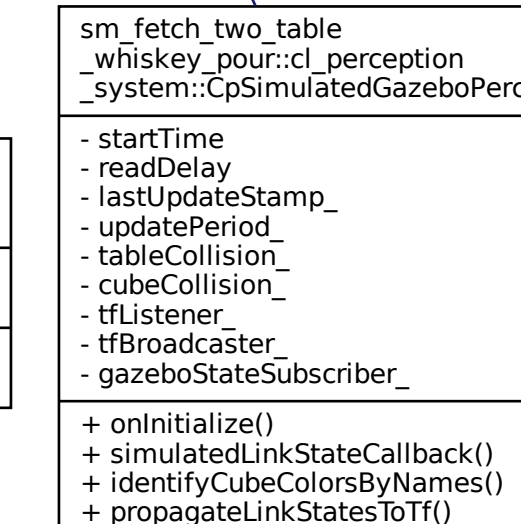 sm_fetch_two_table
_whiskey_pour::cl_perception
_system::CpSimulatedGazeboPerc
- startTime
- readDelay
- lastUpdateStamp_
- updatePeriod_
- tableCollision_
- cubeCollision_
- tfListener_
- tfBroadcaster_
- gazeboStateSubscriber_
+ onInitialize()
+ simulatedLinkStateCallback()
+ identifyCubeColorsByNames()
+ propagateLinkStatesToTf()